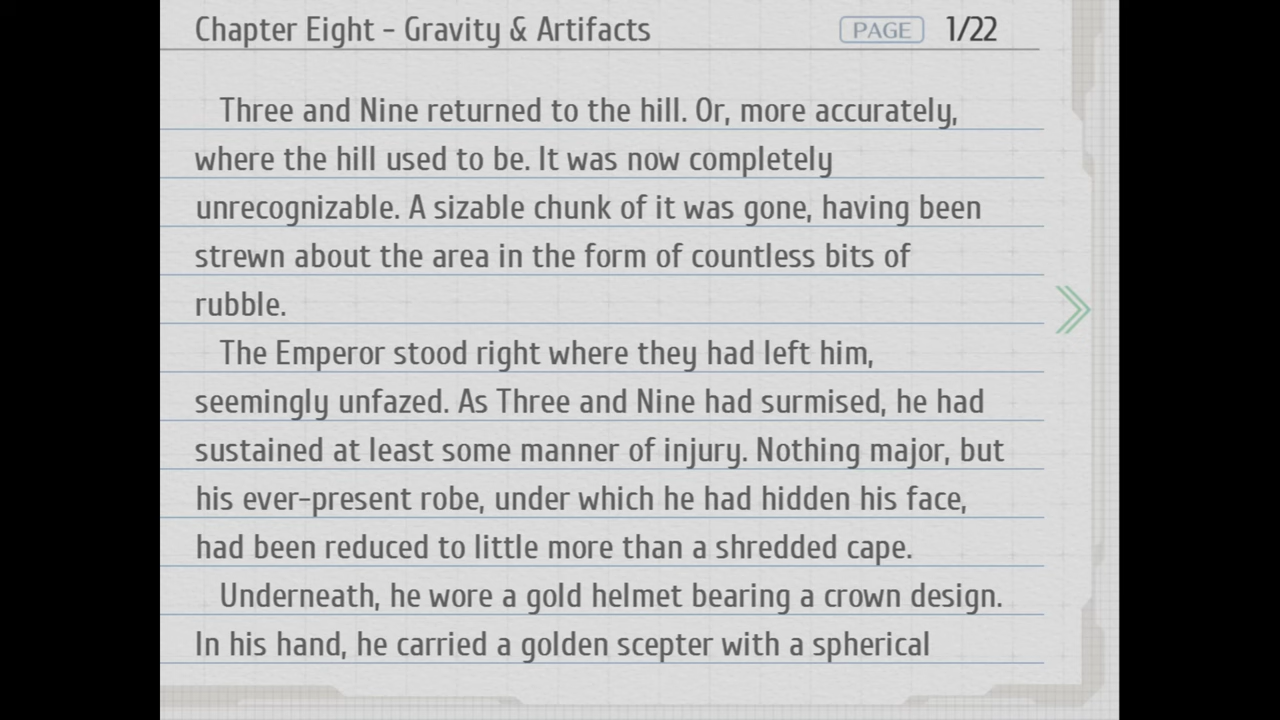 Chapter Eight - Gravity & Artifacts PAGE 1/22
Three and Nine returned to the hill. Or, more accurately,
where the hill used to be. It was now completely
unrecognizable. A sizable chunk of it was gone, having been
strewn about the area in the form of countless bits of
rubble.
The Emperor stood right where they had left him,
seemingly unfazed. As Three and Nine had surmised, he had
sustained at least some manner of injury. Nothing major, but
his ever-present robe, under which he had hidden his face,
had been reduced to little more than a shredded cape.
Underneath, he wore a gold helmet bearing a crown design.
In his hand, he carried a golden scepter with a spherical